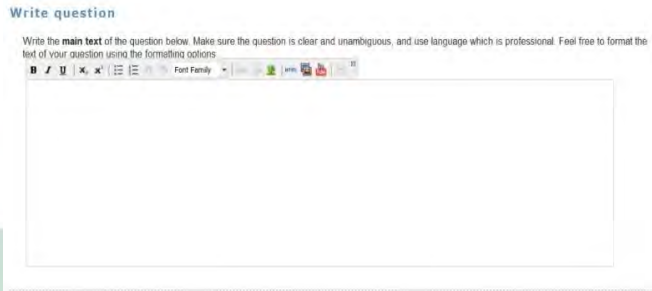 Write question
Write the main text of the question below. Make sure the question is clear and unambiguous, and use language which is professional. Feel free to format the
text of your question using the formatting options
B I U x, x' Font Family HTML